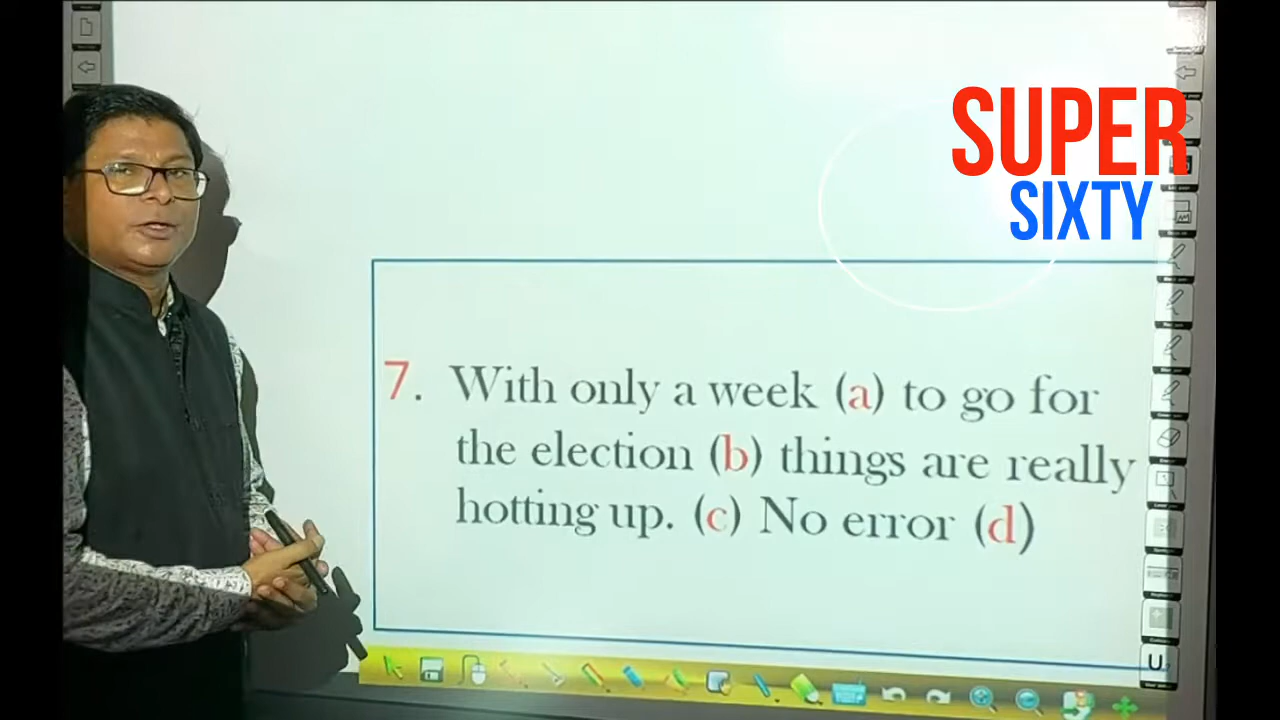 SUPER
SIXTY
7. With only a week (a) to go for
the election (b) things are really
hotting up. (c) No error (d)
U